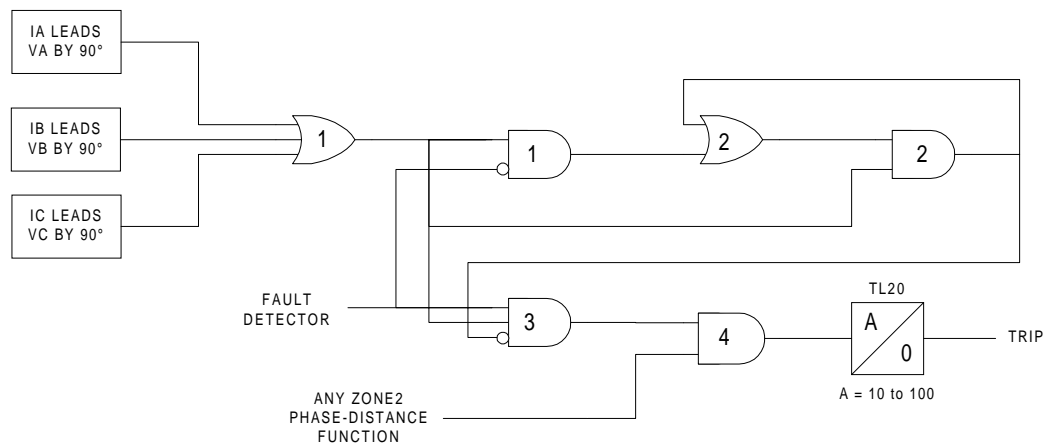 IA LEADS
VA BY 90°
IB LEADS
VB BY 90°
IC LEADS
VC BY 90°
1
1
2
2
FAULT
DETECTOR
3
4
TL20
A
0
TRIP
A = 10 to 100
ANY ZONE2
PHASE-DISTANCE
FUNCTION